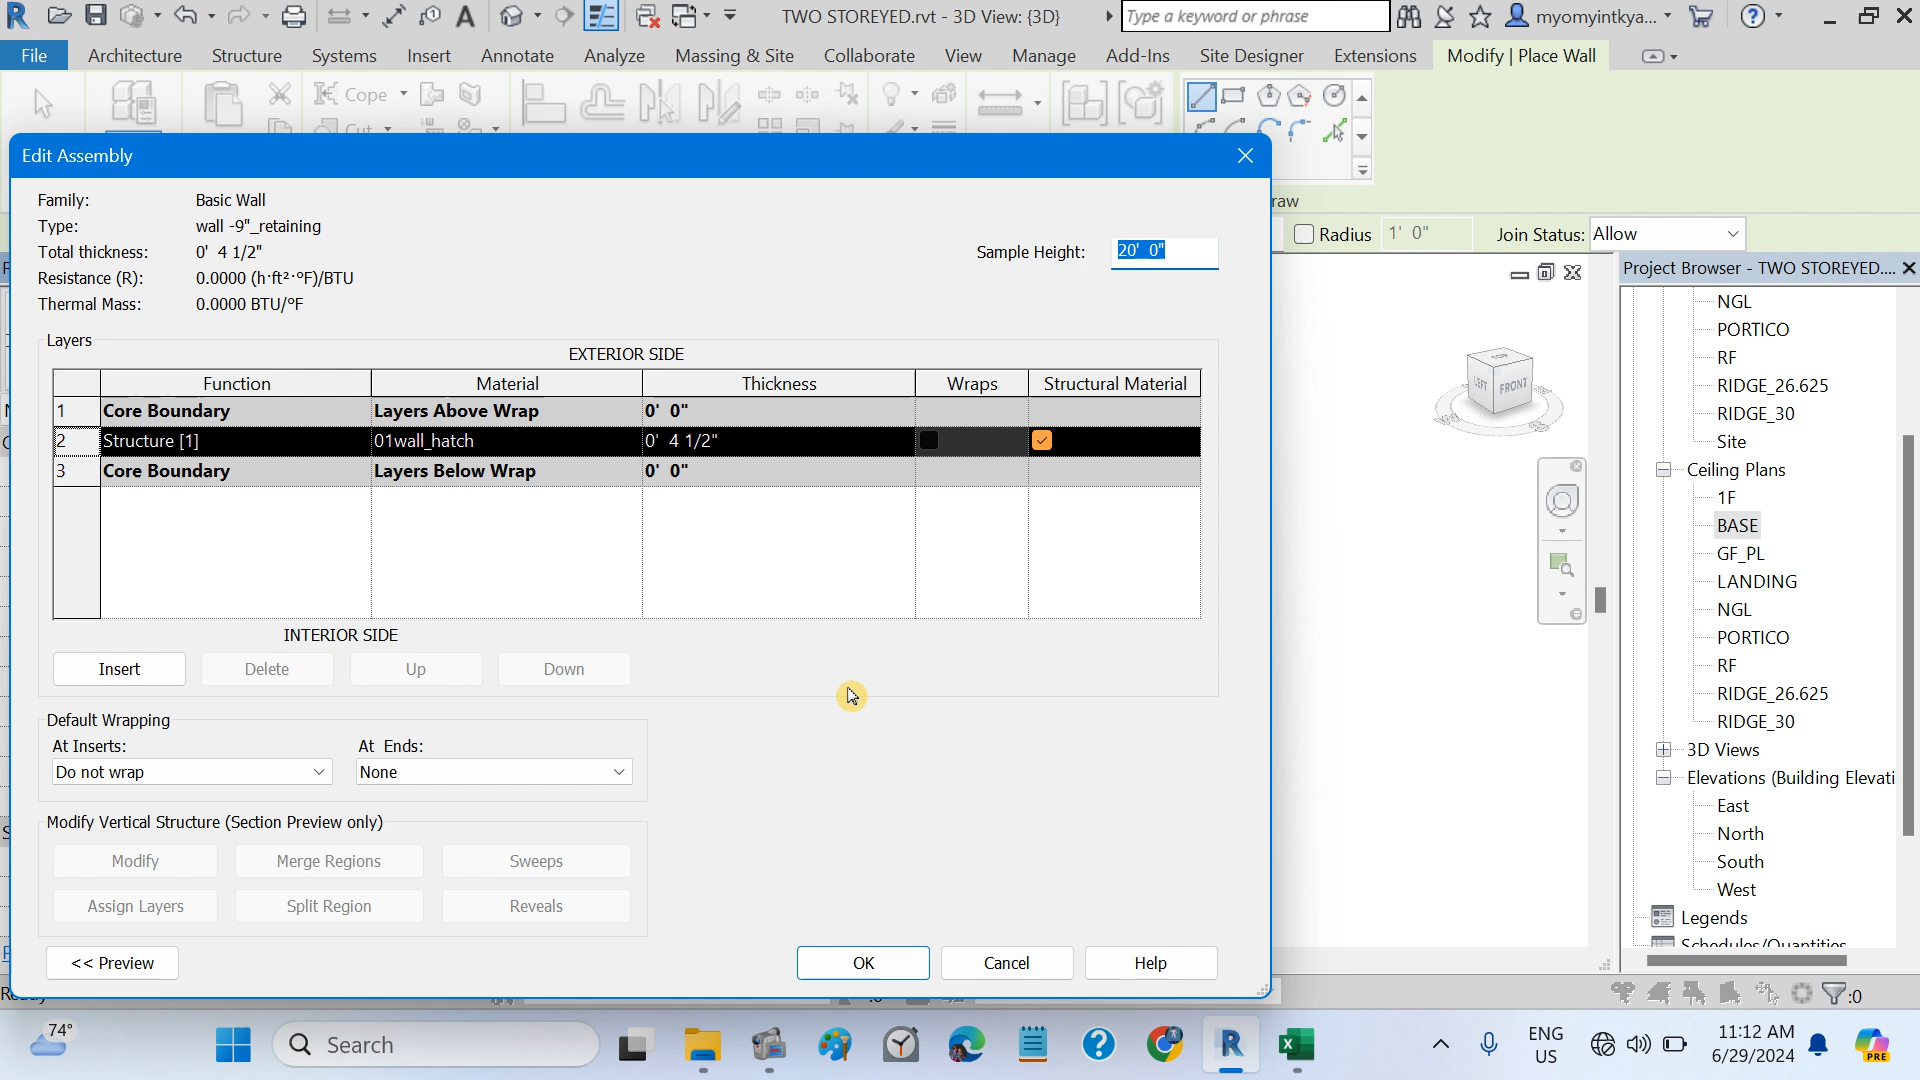 TWO STOREYED.rvt - 3D View: {3D}
Type a keyword or phrase
myomyintkya...
File Architecture Structure Systems Insert Annotate Analyze Massing & Site Collaborate View Manage Add-Ins Site Designer Extensions Modify | Place Wall
Cope
Cut
raw
Radius 1' 0" Join Status: Allow
Edit Assembly
Family: Basic Wall
Type: wall -9"_retaining
Total thickness: 0' 4 1/2"
Resistance (R): 0.0000 (h·ft²·°F)/BTU
Thermal Mass: 0.0000 BTU/°F
Sample Height: 20' 0"
Layers
EXTERIOR SIDE
Function Material Thickness Wraps Structural Material
1 Core Boundary Layers Above Wrap 0' 0"
2 Structure [1] 01wall_hatch 0' 4 1/2"
3 Core Boundary Layers Below Wrap 0' 0"
INTERIOR SIDE
Insert Delete Up Down
Default Wrapping
At Inserts: At Ends:
Do not wrap None
Modify Vertical Structure (Section Preview only)
Modify Merge Regions Sweeps
Assign Layers Split Region Reveals
<< Preview OK Cancel Help
TOP
LEFT FRONT
Project Browser - TWO STOREYED....
NGL
PORTICO
RF
RIDGE_26.625
RIDGE_30
Site
Ceiling Plans
1F
BASE
GF_PL
LANDING
NGL
PORTICO
RF
RIDGE_26.625
RIDGE_30
3D Views
Elevations (Building Elevati
East
North
South
West
Legends
Schedules/Quantities
:0
74°
Search
ENG
US
11:12 AM
6/29/2024
PRE